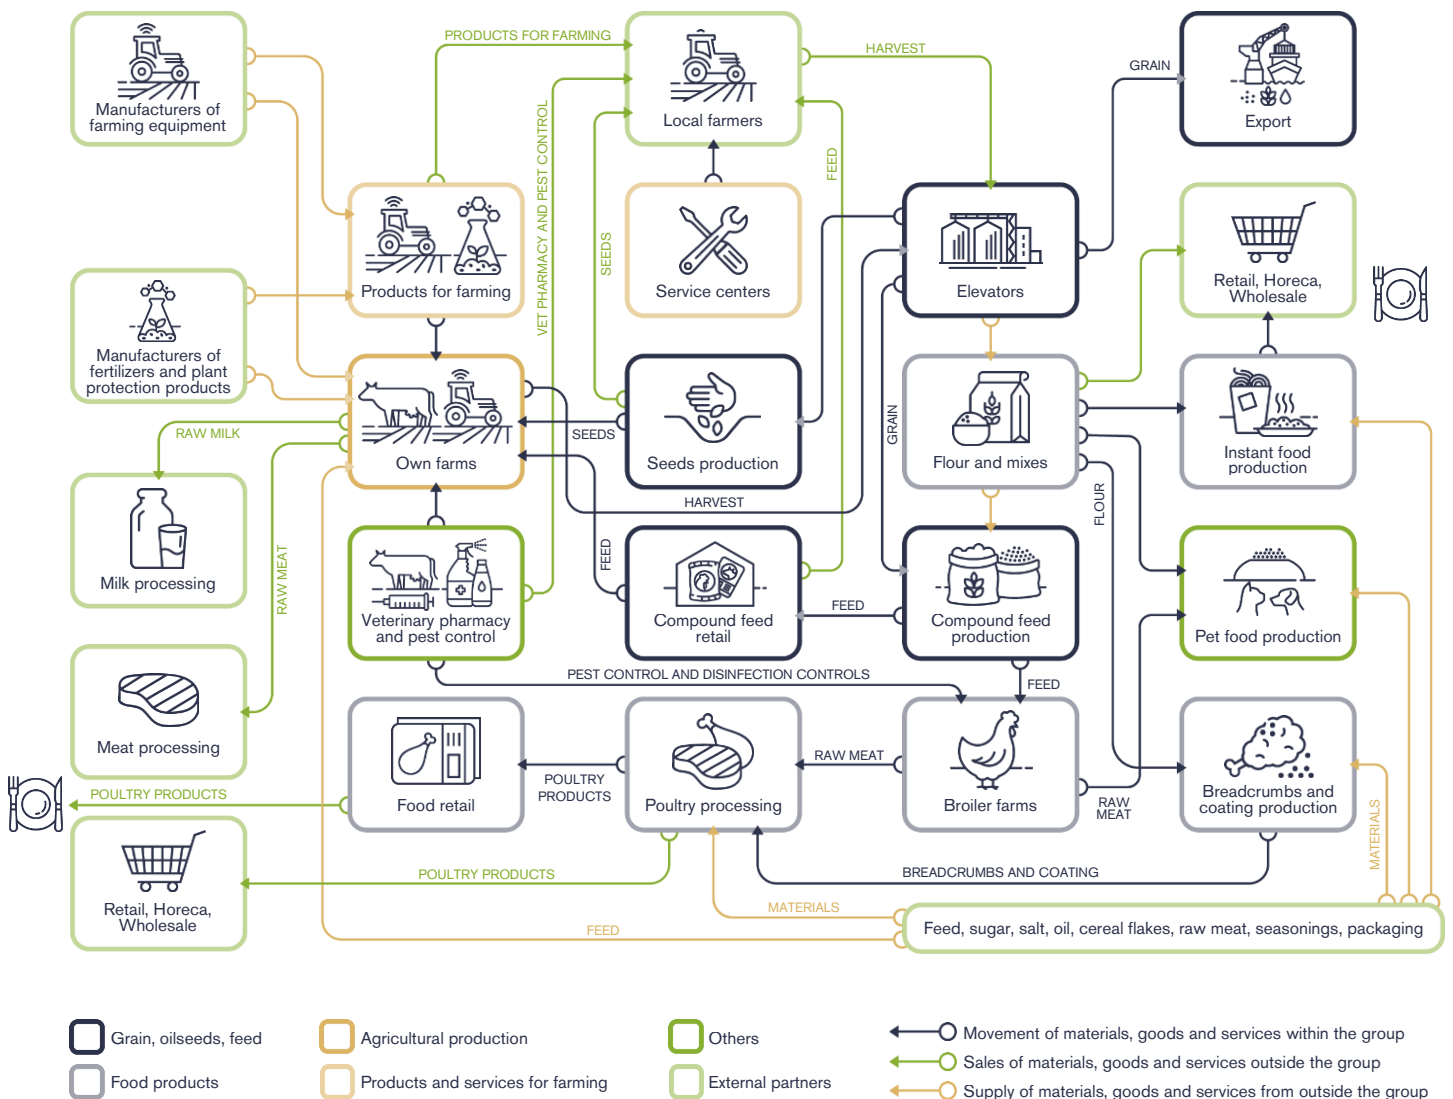 PRODUCTS FOR FARMING
HARVEST
GRAIN
Manufacturers of
farming equipment
Local farmers
Export
VET PHARMACY AND PEST CONTROL
FEED
SEEDS
Products for farming
Service centers
Elevators
Retail, Horeca,
Wholesale
Manufacturers of
fertilizers and plant
protection products
RAW MILK
SEEDS
GRAIN
Own farms
Seeds production
Flour and mixes
Instant food
production
HARVEST
FLOUR
Milk processing
RAW MEAT
FEED
FEED
Veterinary pharmacy
and pest control
Compound feed
retail
Compound feed
production
Pet food production
PEST CONTROL AND DISINFECTION CONTROLS
FEED
Meat processing
RAW MEAT
POULTRY
PRODUCTS
POULTRY PRODUCTS
Food retail
Poultry processing
Broiler farms
RAW
MEAT
Breadcrumbs and
coating production
MATERIALS
POULTRY PRODUCTS
BREADCRUMBS AND COATING
Retail, Horeca,
Wholesale
MATERIALS
FEED
Feed, sugar, salt, oil, cereal flakes, raw meat, seasonings, packaging
Grain, oilseeds, feed
Agricultural production
Others
Movement of materials, goods and services within the group
Food products
Products and services for farming
External partners
Sales of materials, goods and services outside the group
Supply of materials, goods and services from outside the group